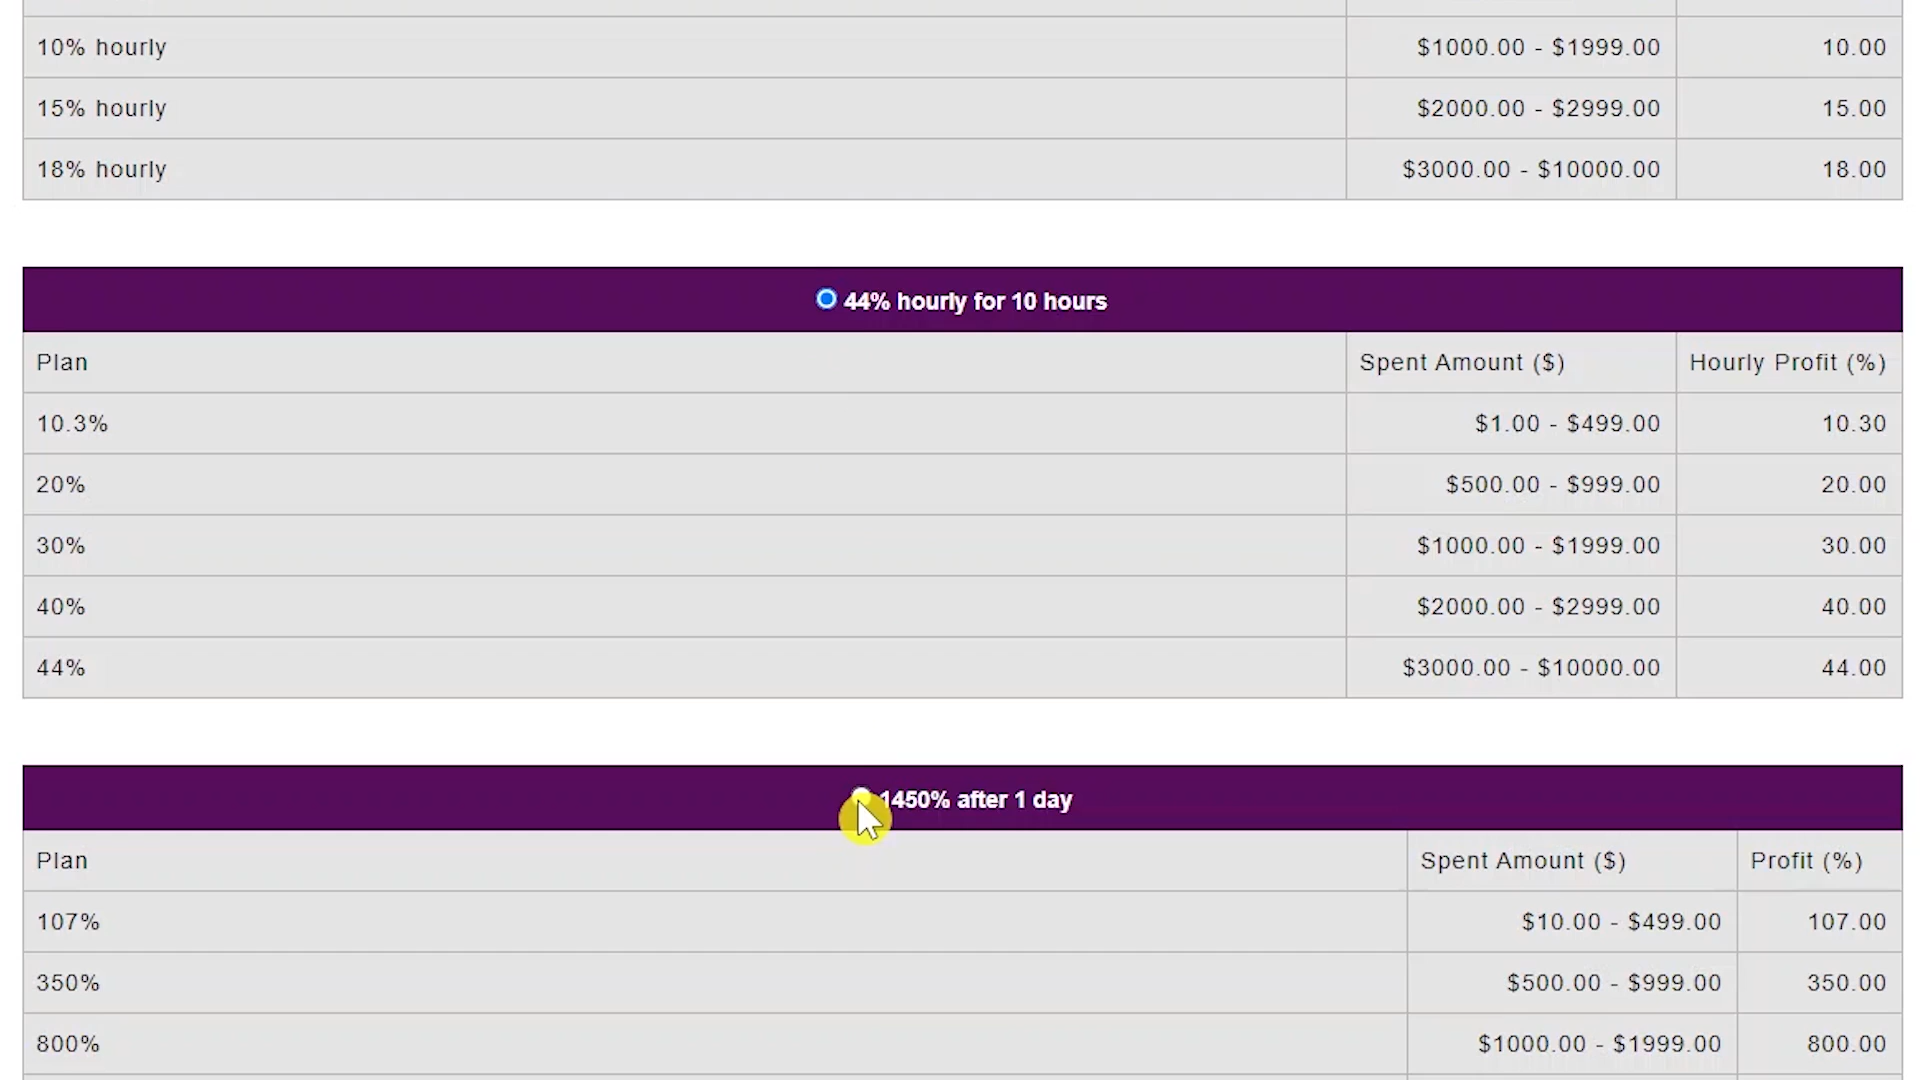 10% hourly $1000.00 - $1999.00 10.00
15% hourly $2000.00 - $2999.00 15.00
18% hourly $3000.00 - $10000.00 18.00
44% hourly for 10 hours
Plan Spent Amount ($) Hourly Profit (%)
10.3% $1.00 - $499.00 10.30
20% $500.00 - $999.00 20.00
30% $1000.00 - $1999.00 30.00
40% $2000.00 - $2999.00 40.00
44% $3000.00 - $10000.00 44.00
1450% after 1 day
Plan Spent Amount ($) Profit (%)
107% $10.00 - $499.00 107.00
350% $500.00 - $999.00 350.00
800% $1000.00 - $1999.00 800.00